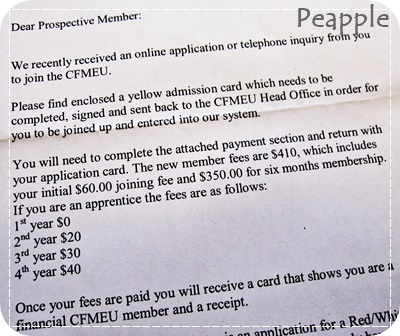 Peapple
Dear Prospective Member:
We recently received an online application or telephone inquiry from you
to join the CFMEU.
Please find enclosed a yellow admission card which needs to be
completed, signed and sent back to the CFMEU Head Office in order for
you to be joined up and entered into our system.
You will need to complete the attached payment section and return with
your application card. The new member fees are $410, which includes
your initial $60.00 joining fee and $350.00 for six months membership.
If you are an apprentice the fees are as follows:
1st year $0
2nd year $20
3rd year $30
4th year $40
Once your fees are paid you will receive a card that shows you are a
financial CFMEU member and a receipt.
is an application for a Red/Whi